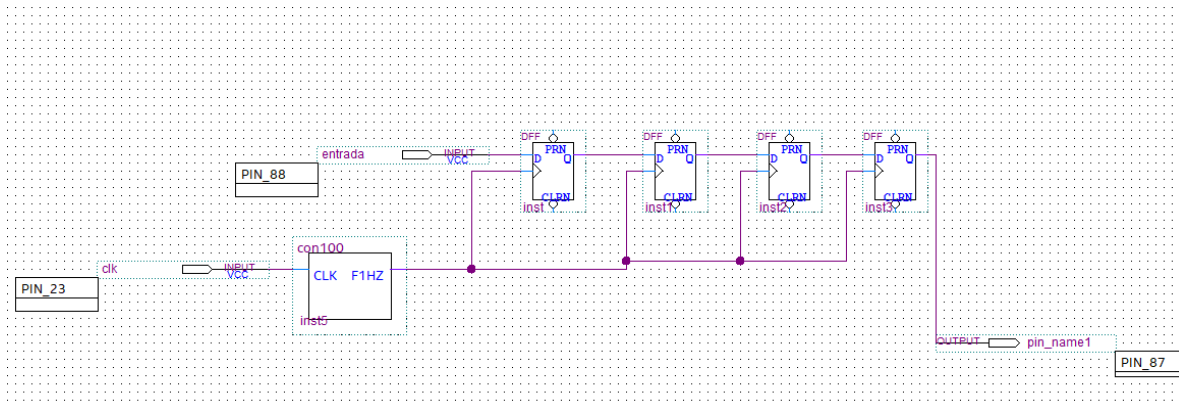 DFF DFF DFF DFF
entrada INPUT VCC D PRN Q D PRN Q D PRN Q D PRN Q
PIN_88
CLRN CLRN CLRN CLRN
inst inst1 inst2 inst3
con100
clk INPUT VCC CLK F1HZ
PIN_23
inst5
OUTPUT pin_name1
PIN_87